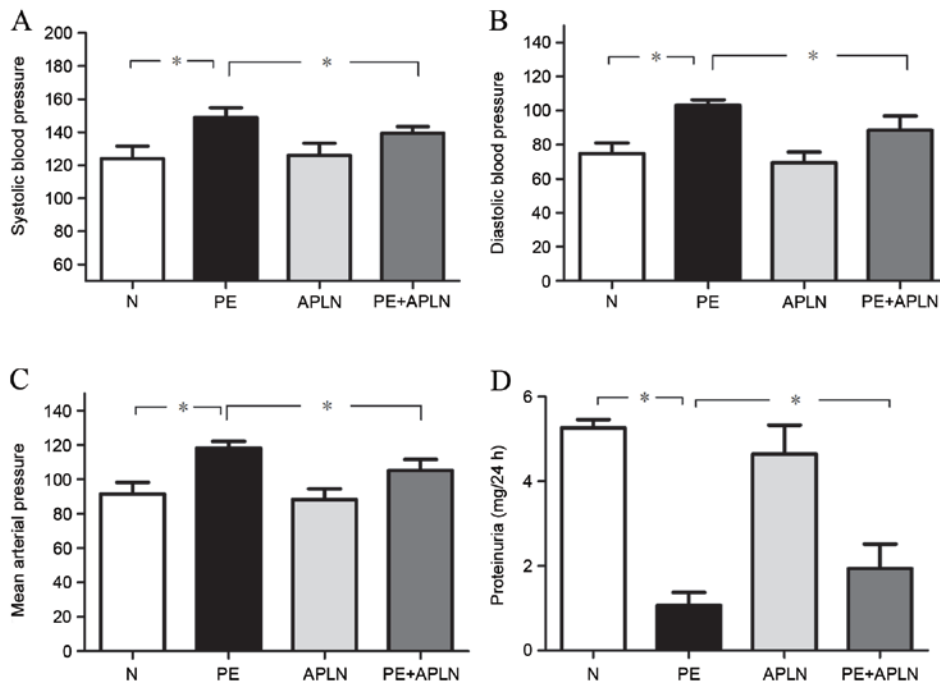 A
Systolic blood pressure
200
180
160
140
120
100
80
60
* *
N PE APLN PE+APLN
B
Diastolic blood pressure
140
120
100
80
60
40
20
0
* *
N PE APLN PE+APLN
C
Mean arterial pressure
140
120
100
80
60
40
20
0
* *
N PE APLN PE+APLN
D
Proteinuria (mg/24 h)
6
4
2
0
* *
N PE APLN PE+APLN